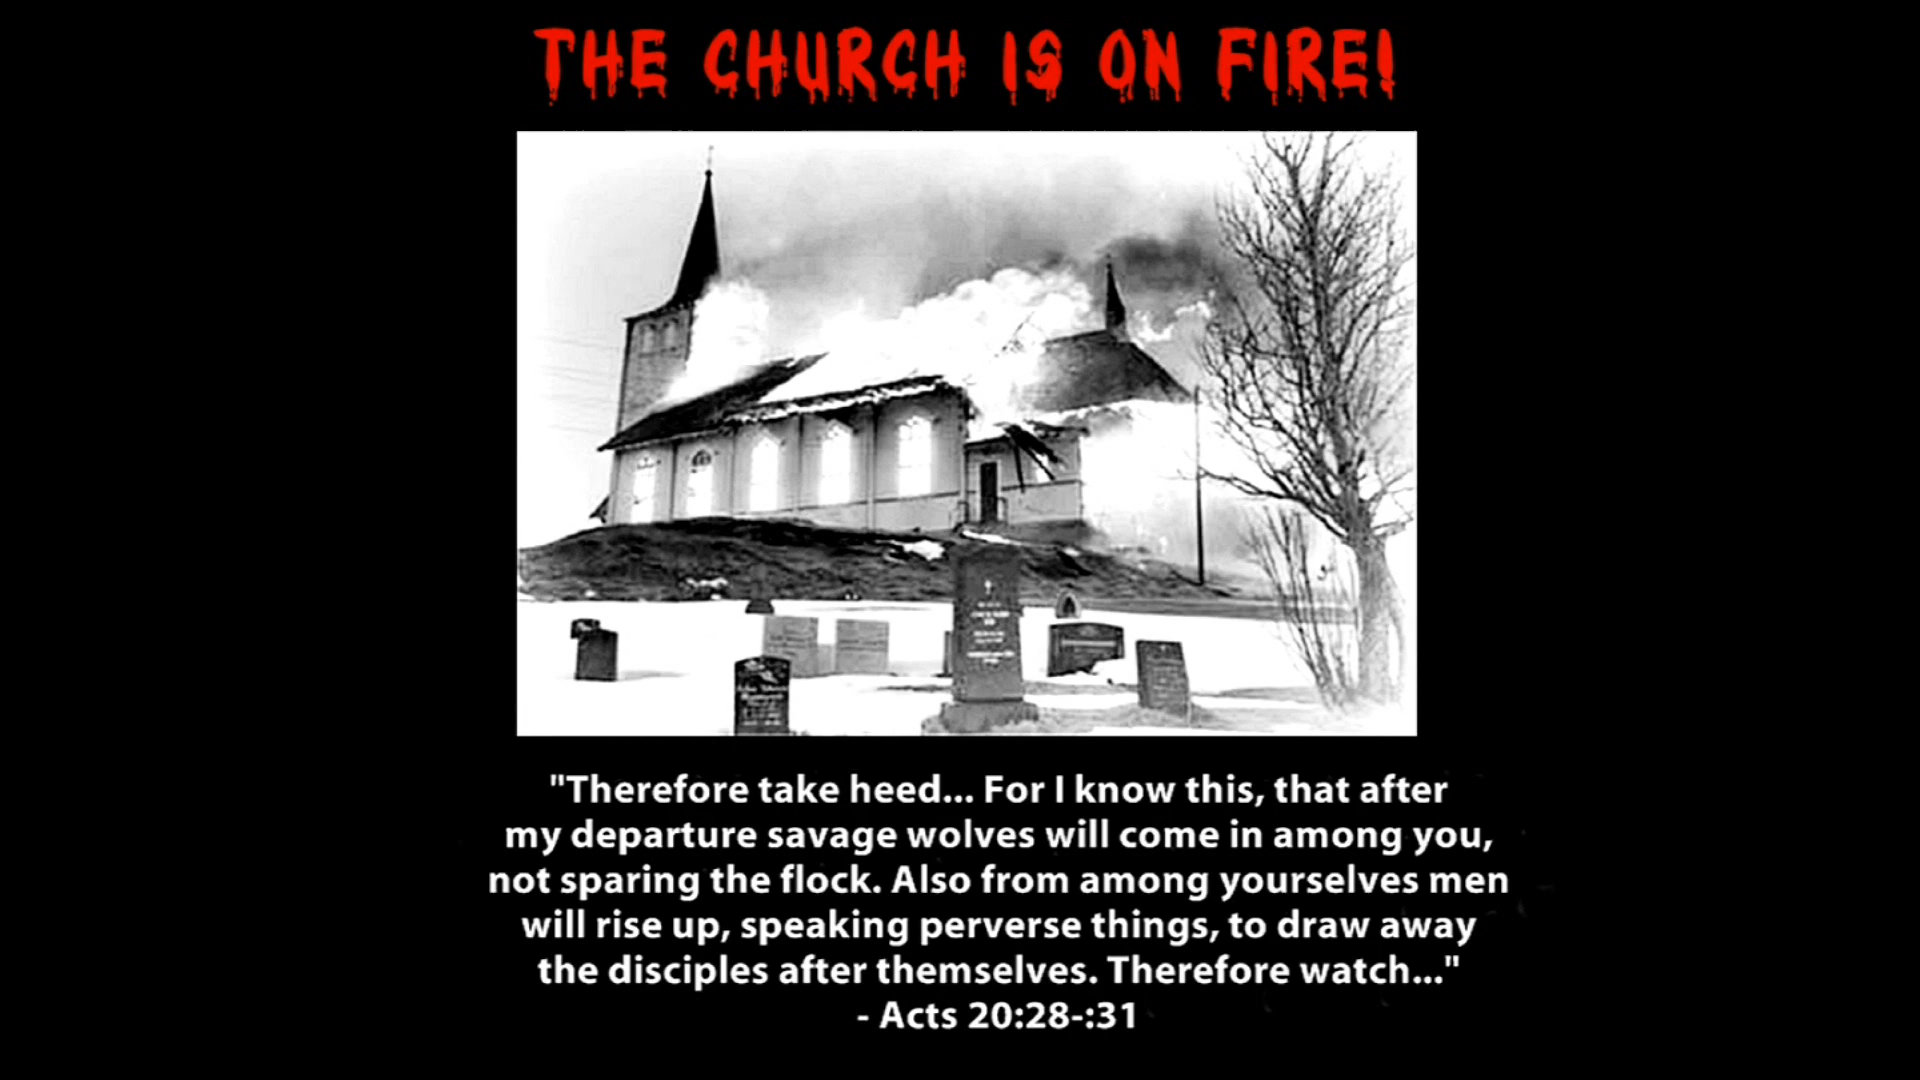 THE CHURCH IS ON FIRE!
"Therefore take heed... For I know this, that after
my departure savage wolves will come in among you,
not sparing the flock. Also from among yourselves men
will rise up, speaking perverse things, to draw away
the disciples after themselves. Therefore watch..."
- Acts 20:28-:31